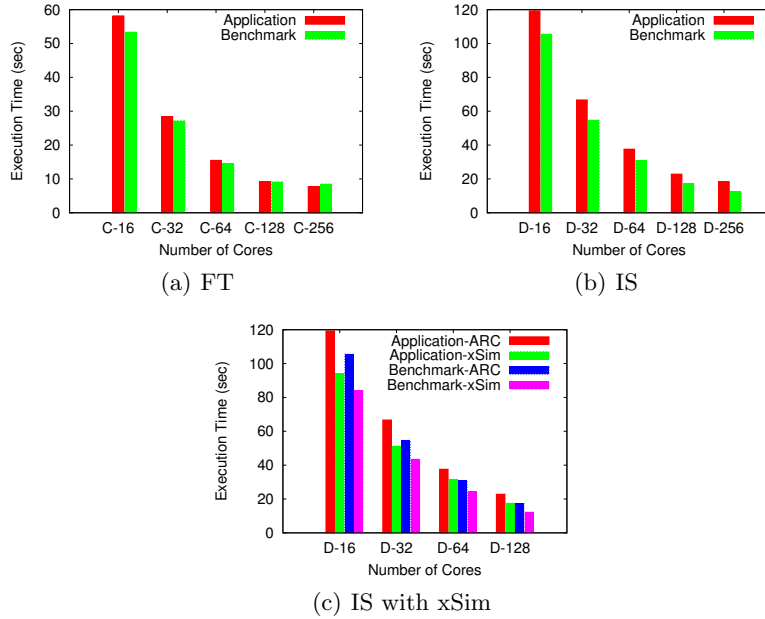 Application
Benchmark
Execution Time (sec)
60
50
40
30
20
10
0
C-16 C-32 C-64 C-128 C-256
Number of Cores
(a) FT
Application
Benchmark
Execution Time (sec)
120
100
80
60
40
20
0
D-16 D-32 D-64 D-128 D-256
Number of Cores
(b) IS
Application-ARC
Application-xSim
Benchmark-ARC
Benchmark-xSim
Execution Time (sec)
120
100
80
60
40
20
0
D-16 D-32 D-64 D-128
Number of Cores
(c) IS with xSim